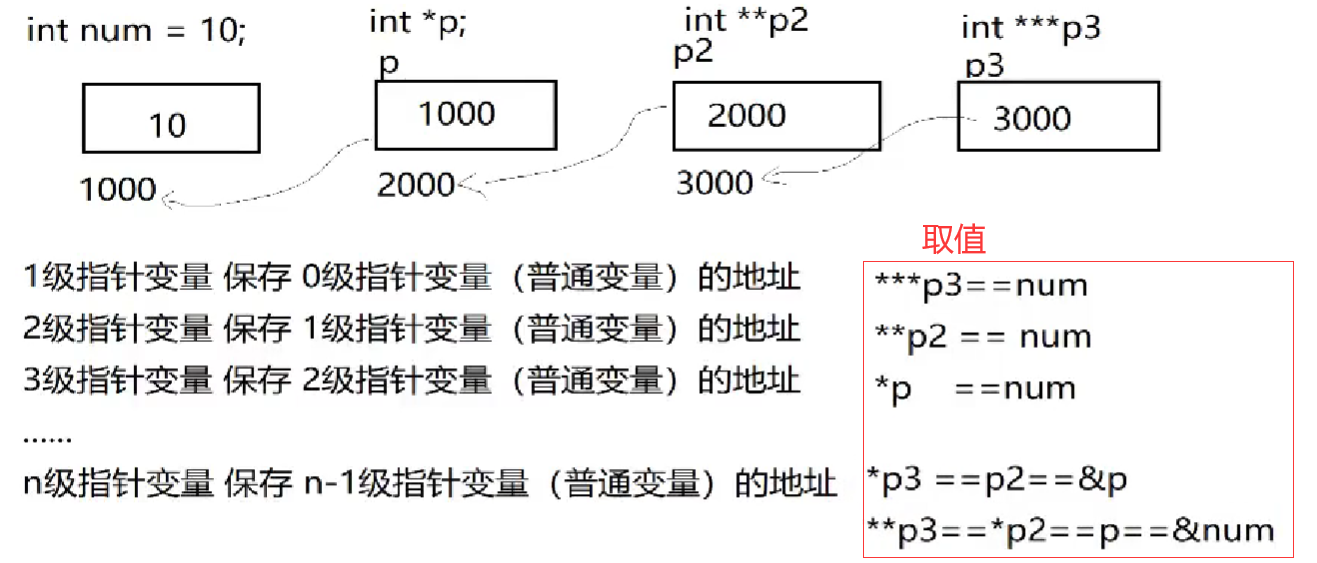 int num = 10;
int *p;
int **p2
int ***p3
p
p2
p3
10
1000
2000
3000
1000
2000
3000
取值
1级指针变量 保存 0级指针变量（普通变量）的地址
2级指针变量 保存 1级指针变量（普通变量）的地址
3级指针变量 保存 2级指针变量（普通变量）的地址
......
n级指针变量 保存 n-1级指针变量（普通变量）的地址
***p3==num
**p2 == num
*p ==num
*p3 ==p2==&p
**p3==*p2==p==&num